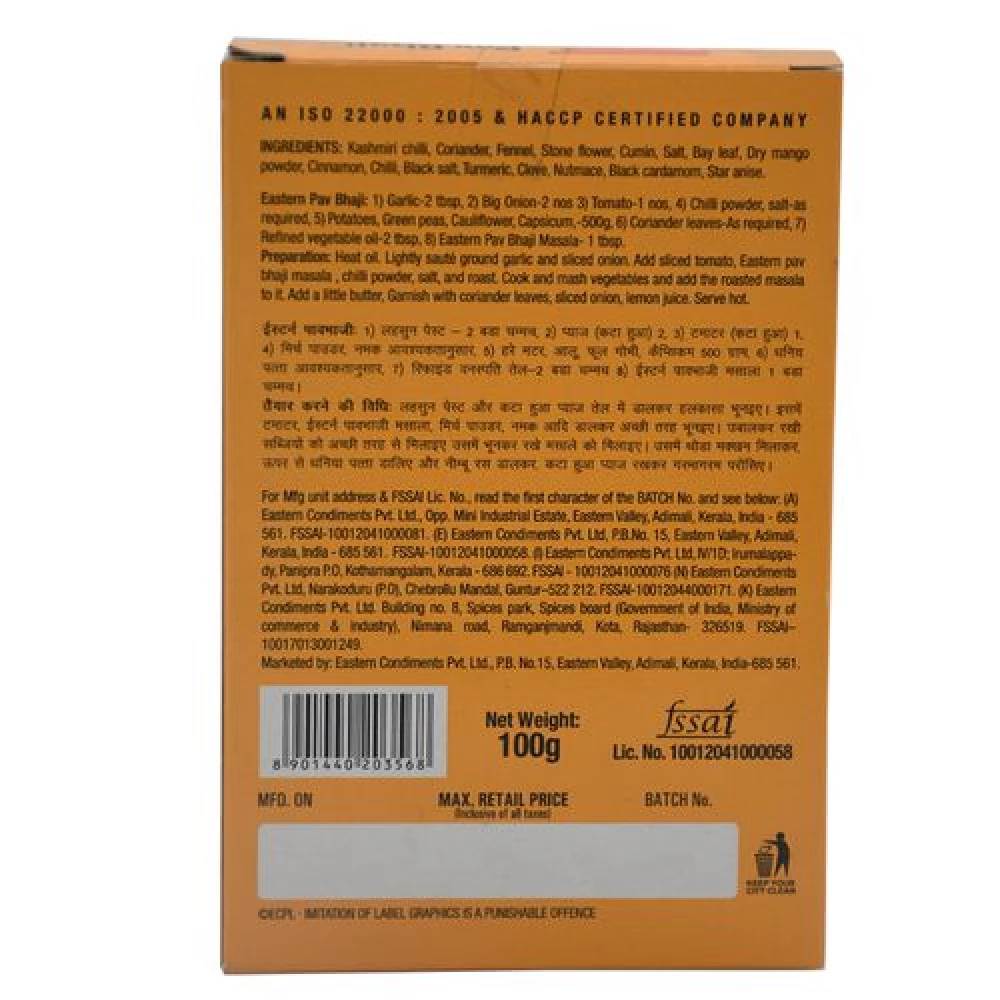 AN ISO 22000 : 2005 & HACCP CERTIFIED COMPANY
INGREDIENTS: Kashmiri chilli, Coriander, Fennel, Stone flower, Cumin, Salt, Bay leaf, Dry mango
powder, Cinnamon, Chilli, Black salt, Turmeric, Clove, Nutmace, Black cardamom, Star anise.
Eastern Pav Bhaji: 1) Garlic-2 tbsp, 2) Big Onion-2 nos 3) Tomato-1 nos, 4) Chilli powder, salt-as
required, 5) Potatoes, Green peas, Cauliflower, Capsicum,-500g, 6) Coriander leaves-As required, 7)
Refined vegetable oil-2 tbsp, 8) Eastern Pav Bhaji Masala- 1 tbsp.
Preparation: Heat oil. Lightly sauté ground garlic and sliced onion. Add sliced tomato, Eastern pav
bhaji masala , chilli powder, salt, and roast. Cook and mash vegetables and add the roasted masala
to it. Add a little butter, Garnish with coriander leaves, sliced onion, lemon juice. Serve hot.
ईस्टर्न पावभाजी: 1) लहसुन पेस्ट – 2 बडा चम्मच, 2) प्याज (कटा हुआ) 2, 3) टमाटर (कटा हुआ) 1,
4) मिर्च पाउडर, नमक आवश्यकतानुसार, 5) हरे मटर, आलू, फूल गोभी, कैप्सिकम 500 ग्राम, 6) धनिय
पत्ता आवश्यकतानुसार, 7) रिफाइंड वनस्पति तेल–2 बडा चम्मच 8) ईस्टर्न पावभाजी मसाला 1 बडा
चम्मच।
तैयार करने की विधि: लहसुन पेस्ट और कटा हुआ प्याज तेल में डालकर हलकासा भूनइए। इसमें
टमाटर, ईस्टर्न पावभाजी मसाला, मिर्च पाउडर, नमक आदि डालकर अच्छी तरह भूनइए। उबालकर रखी
सब्जियों को अच्छी तरह से मिलाइए उसमें भूनकर रखे मसाले को मिलाइए। उसमें थोडा मक्खन मिलाकर,
ऊपर से धनिया पत्ता डालिए और नीम्बू रस डालकर, कटा हुआ प्याज रखकर गरमागरम परोसिए।
For Mfg unit address & FSSAI Lic. No., read the first character of the BATCH No. and see below: (A)
Eastern Condiments Pvt. Ltd., Opp. Mini Industrial Estate, Eastern Valley, Adimali, Kerala, India - 685
561. FSSAI-10012041000081. (E) Eastern Condiments Pvt. Ltd, P.B.No. 15, Eastern Valley, Adimali,
Kerala, India - 685 561. FSSAI-10012041000058. (I) Eastern Condiments Pvt. Ltd, IV/1D; Irumalappa-
dy, Panipra P.O, Kothamangalam, Kerala - 686 692. FSSAI - 10012041000076 (N) Eastern Condiments
Pvt. Ltd, Narakoduru (P.O), Chebrollu Mandal, Guntur–522 212. FSSAI-10012044000171. (K) Eastern
Condiments Pvt. Ltd. Building no. 8, Spices park, Spices board (Government of India, Ministry of
commerce & industry), Nimana road, Ramganjmandi, Kota, Rajasthan- 326519. FSSAI–
10017013001249.
Marketed by: Eastern Condiments Pvt. Ltd., P.B. No.15, Eastern Valley, Adimali, Kerala, India-685 561.
8 901440 203568
Net Weight:
100g
fssai
Lic. No. 10012041000058
MFD. ON
MAX. RETAIL PRICE
(Inclusive of all taxes)
BATCH No.
KEEP YOUR
CITY CLEAN
©ECPL · IMITATION OF LABEL GRAPHICS IS A PUNISHABLE OFFENCE